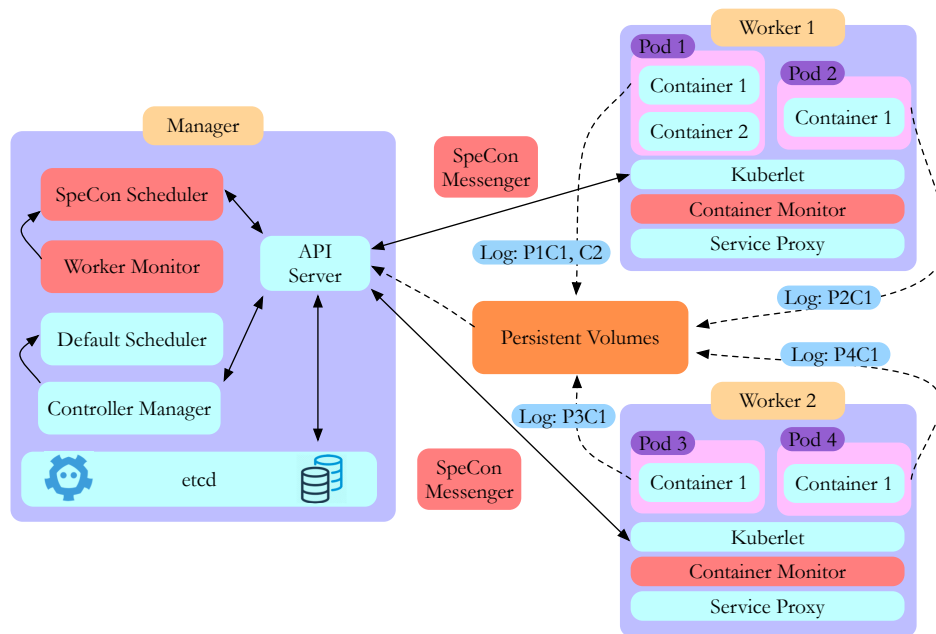 Manager
SpeCon Scheduler
Worker Monitor
Default Scheduler
Controller Manager
API
Server
etcd
SpeCon
Messenger
SpeCon
Messenger
Worker 1
Pod 1
Container 1
Container 2
Pod 2
Container 1
Kuberlet
Container Monitor
Service Proxy
Log: P1C1, C2
Log: P2C1
Persistent Volumes
Log: P4C1
Log: P3C1
Worker 2
Pod 3
Container 1
Pod 4
Container 1
Kuberlet
Container Monitor
Service Proxy